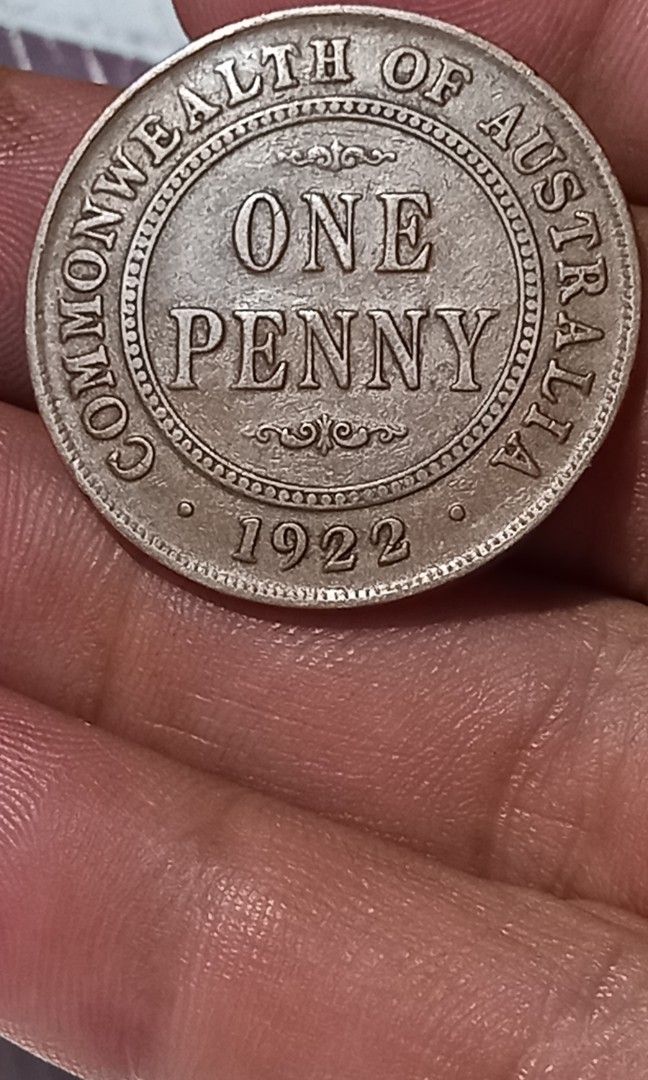 COMMONWEALTH OF AUSTRALIA
ONE
PENNY
· 1922 ·